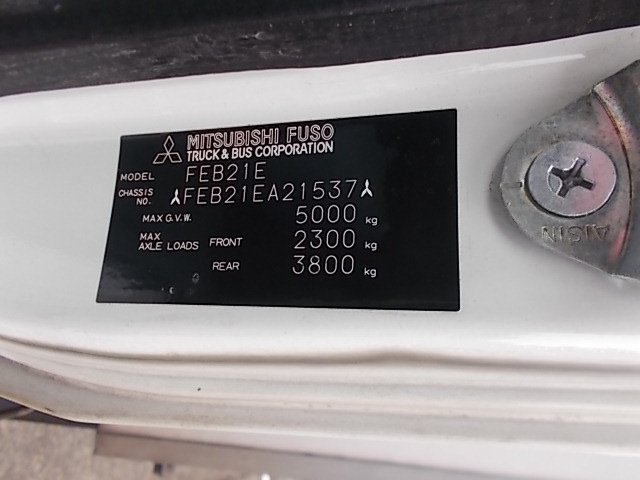 MITSUBISHI FUSO
TRUCK & BUS CORPORATION
MODEL FEB21E
CHASSIS NO. FEB21EA21537
MAX G.V.W. 5000 kg
MAX AXLE LOADS FRONT 2300 kg
REAR 3800 kg
AISIN